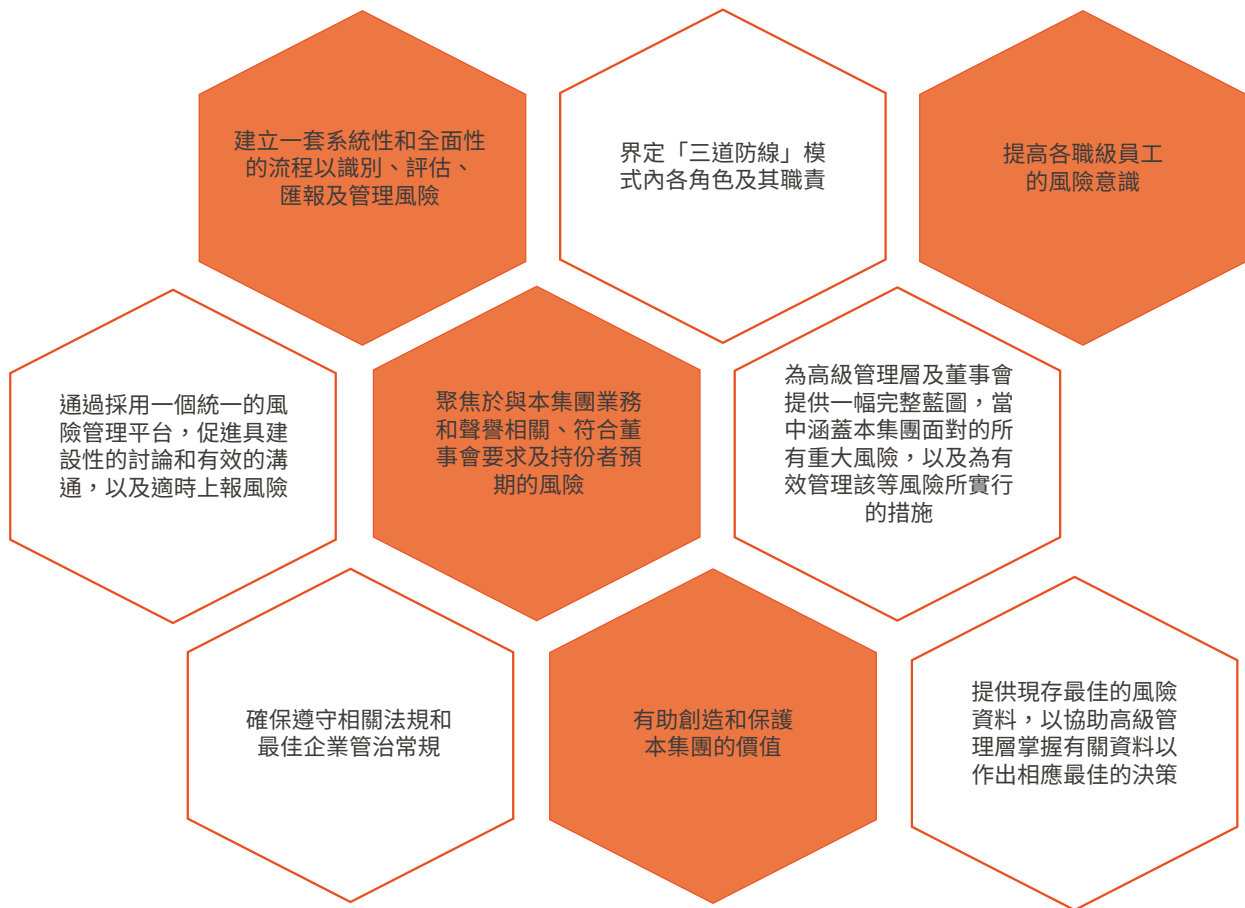 建立一套系統性和全面性
的流程以識別、評估、
匯報及管理風險
界定「三道防線」模
式內各角色及其職責
提高各職級員工
的風險意識
通過採用一個統一的風
險管理平台，促進具建
設性的討論和有效的溝
通，以及適時上報風險
聚焦於與本集團業務
和聲譽相關、符合董
事會要求及持份者預
期的風險
為高級管理層及董事會
提供一幅完整藍圖，當
中涵蓋本集團面對的所
有重大風險，以及為有
效管理該等風險所實行
的措施
確保遵守相關法規和
最佳企業管治常規
有助創造和保護
本集團的價值
提供現存最佳的風險
資料，以協助高級管
理層掌握有關資料以
作出相應最佳的決策